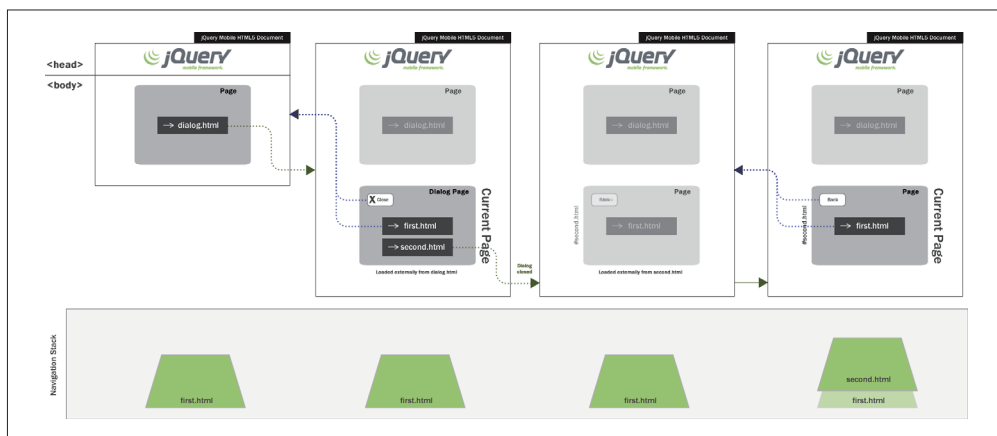 <head>
<body>
jQuery Mobile HTML5 Document
jQuery
mobile framework
Page
→ dialog.html
jQuery Mobile HTML5 Document
jQuery
mobile framework
Page
→ dialog.html
Dialog Page
X Close
→ first.html
→ second.html
Current Page
Loaded externally from dialog.html
Dialog
closed
jQuery Mobile HTML5 Document
jQuery
mobile framework
Page
→ dialog.html
#second.html
Page
→ first.html
Loaded externally from second.html
jQuery Mobile HTML5 Document
jQuery
mobile framework
Page
→ dialog.html
#second.html
Page
Back
→ first.html
Current Page
Navigation Stack
first.html
first.html
first.html
second.html
first.html